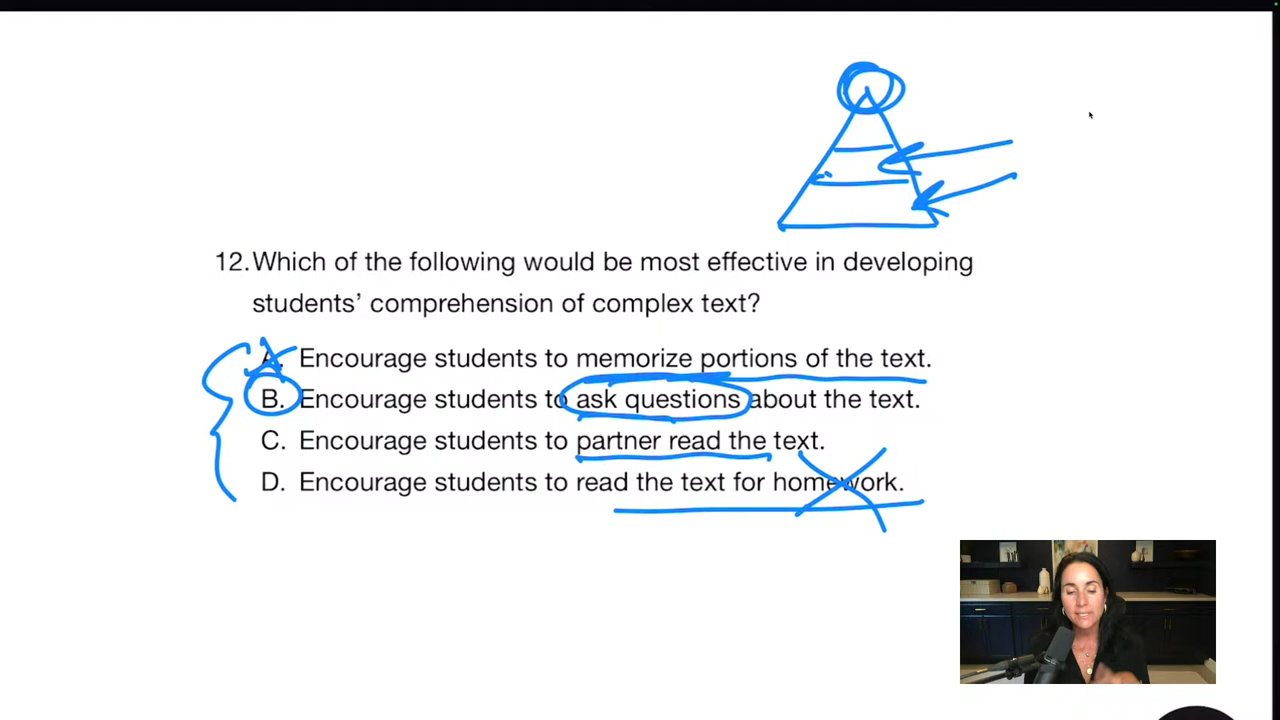 12. Which of the following would be most effective in developing
students’ comprehension of complex text?
A. Encourage students to memorize portions of the text.
B. Encourage students to ask questions about the text.
C. Encourage students to partner read the text.
D. Encourage students to read the text for homework.